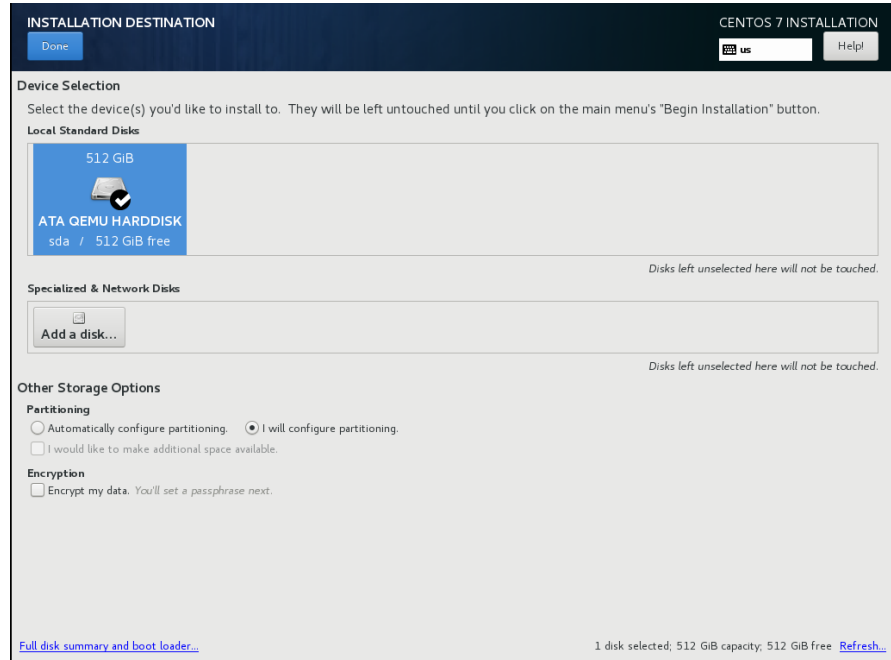 INSTALLATION DESTINATION
CENTOS 7 INSTALLATION
Done
us
Help!
Device Selection
Select the device(s) you'd like to install to. They will be left untouched until you click on the main menu's "Begin Installation" button.
Local Standard Disks
512 GiB
ATA QEMU HARDDISK
sda / 512 GiB free
Disks left unselected here will not be touched.
Specialized & Network Disks
Add a disk...
Disks left unselected here will not be touched.
Other Storage Options
Partitioning
Automatically configure partitioning. I will configure partitioning.
I would like to make additional space available.
Encryption
Encrypt my data. You'll set a passphrase next.
Full disk summary and boot loader... 1 disk selected; 512 GiB capacity; 512 GiB free Refresh...